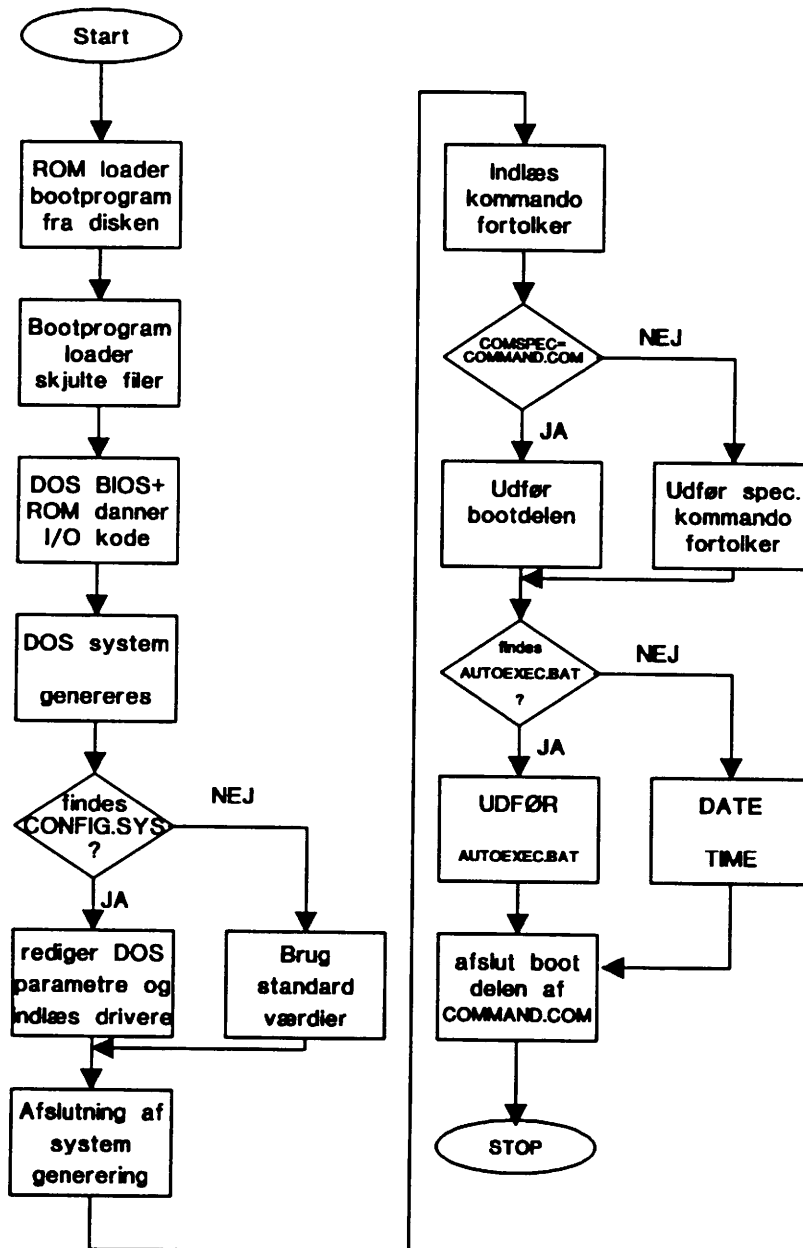 Start
ROM loader
bootprogram
fra disken
Bootprogram
loader
skjulte filer
DOS BIOS+
ROM danner
I/O kode
DOS system
genereres
findes
CONFIG.SYS
?
NEJ
JA
rediger DOS
parametre og
indlæs drivere
Brug
standard
værdier
Afslutning af
system
generering
Indlæs
kommando
fortolker
COMSPEC=
COMMAND.COM
NEJ
JA
Udfør
bootdelen
Udfør spec.
kommando
fortolker
findes
AUTOEXEC.BAT
?
NEJ
JA
UDFØR
AUTOEXEC.BAT
DATE
TIME
afslut boot
delen af
COMMAND.COM
STOP